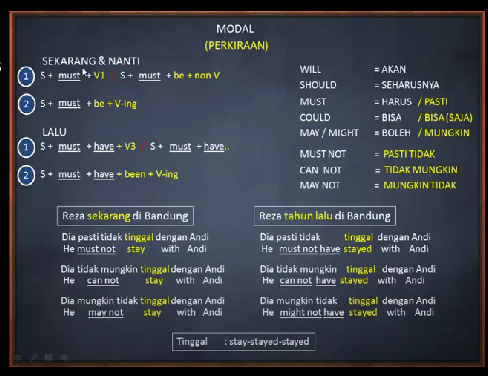 MODAL
(PERKIRAAN)
SEKARANG & NANTI
1 S + must + V1 / S + must + be + non V
2 S + must + be + V-ing
LALU
1 S + must + have + V3 / S + must + have..
2 S + must + have + been + V-ing
WILL = AKAN
SHOULD = SEHARUSNYA
MUST = HARUS / PASTI
COULD = BISA / BISA (SAJA)
MAY / MIGHT = BOLEH / MUNGKIN
MUST NOT = PASTI TIDAK
CAN NOT = TIDAK MUNGKIN
MAY NOT = MUNGKIN TIDAK
Reza sekarang di Bandung
Dia pasti tidak tinggal dengan Andi
He must not stay with Andi
Dia tidak mungkin tinggal dengan Andi
He can not stay with Andi
Dia mungkin tidak tinggal dengan Andi
He may not stay with Andi
Reza tahun lalu di Bandung
Dia pasti tidak tinggal dengan Andi
He must not have stayed with Andi
Dia tidak mungkin tinggal dengan Andi
He can not have stayed with Andi
Dia mungkin tidak tinggal dengan Andi
He might not have stayed with Andi
Tinggal : stay-stayed-stayed